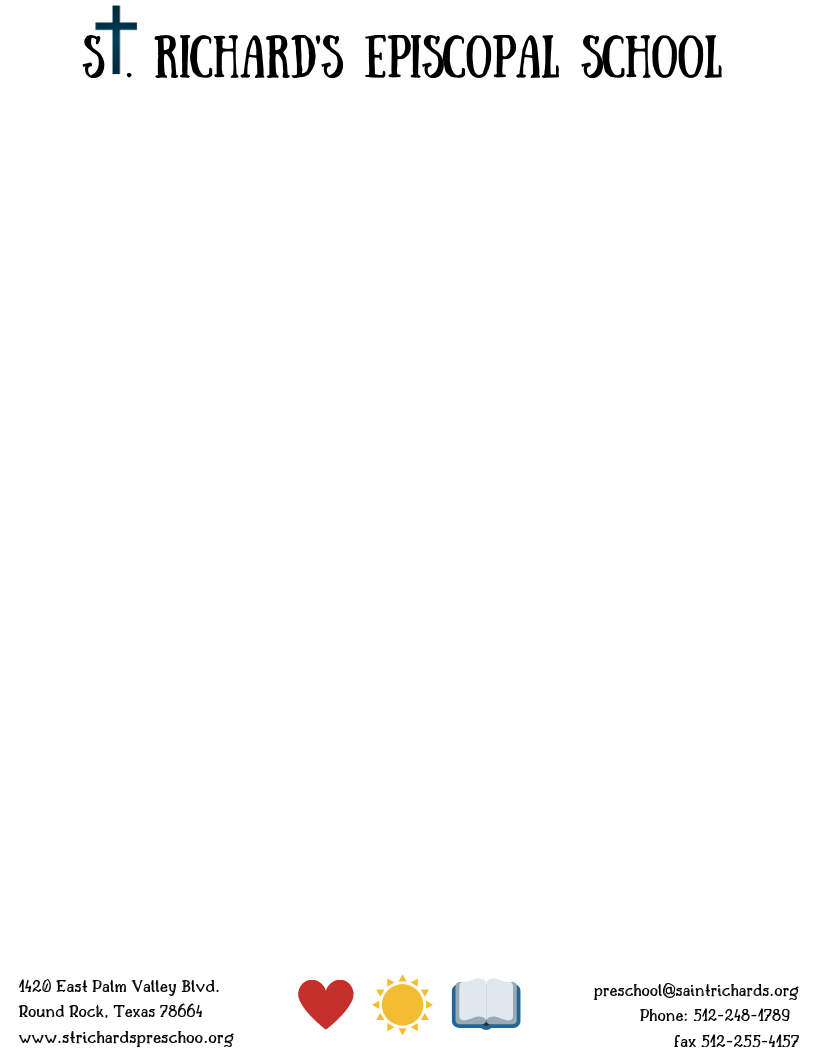 ST. RICHARD'S EPISCOPAL SCHOOL
1420 East Palm Valley Blvd.
Round Rock, Texas 78664
www.strichardspreschoo.org
preschool@saintrichards.org
Phone: 512-248-1789
fax 512-255-4157